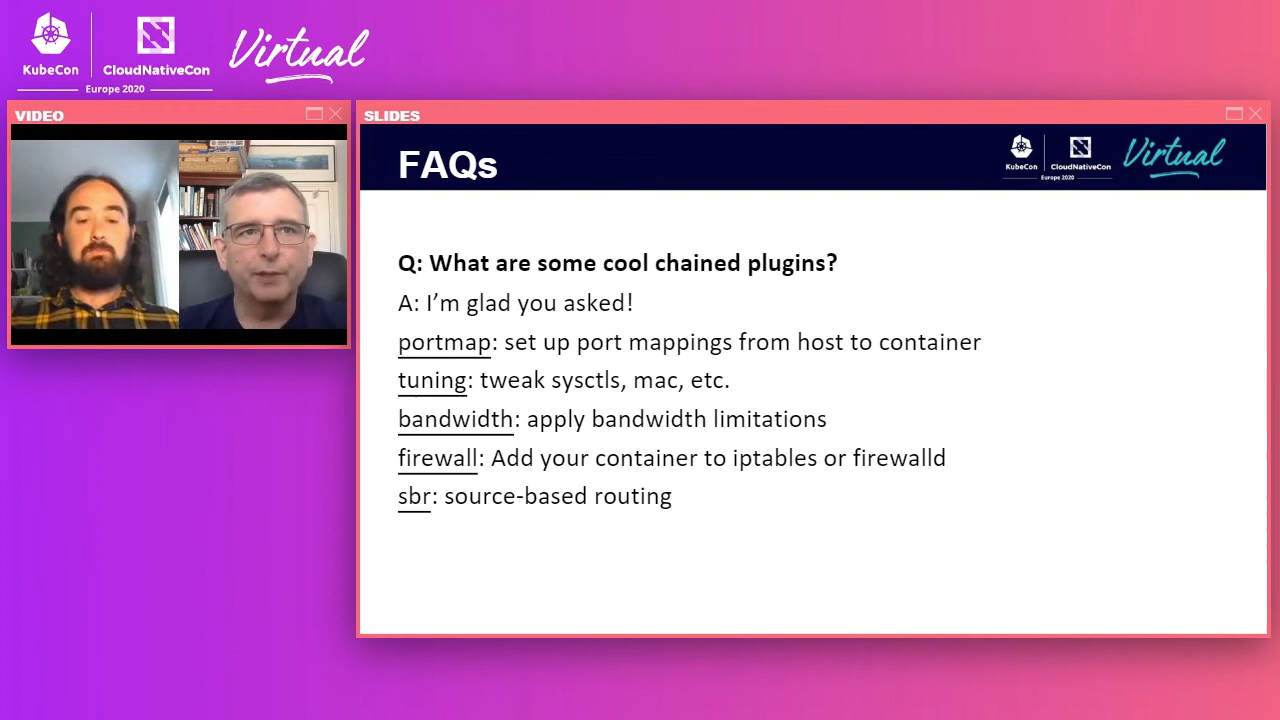 KubeCon
CloudNativeCon
Europe 2020
Virtual
VIDEO
SLIDES
FAQs
KubeCon
CloudNativeCon
Europe 2020
Virtual
Q: What are some cool chained plugins?
A: I’m glad you asked!
portmap: set up port mappings from host to container
tuning: tweak sysctls, mac, etc.
bandwidth: apply bandwidth limitations
firewall: Add your container to iptables or firewalld
sbr: source-based routing